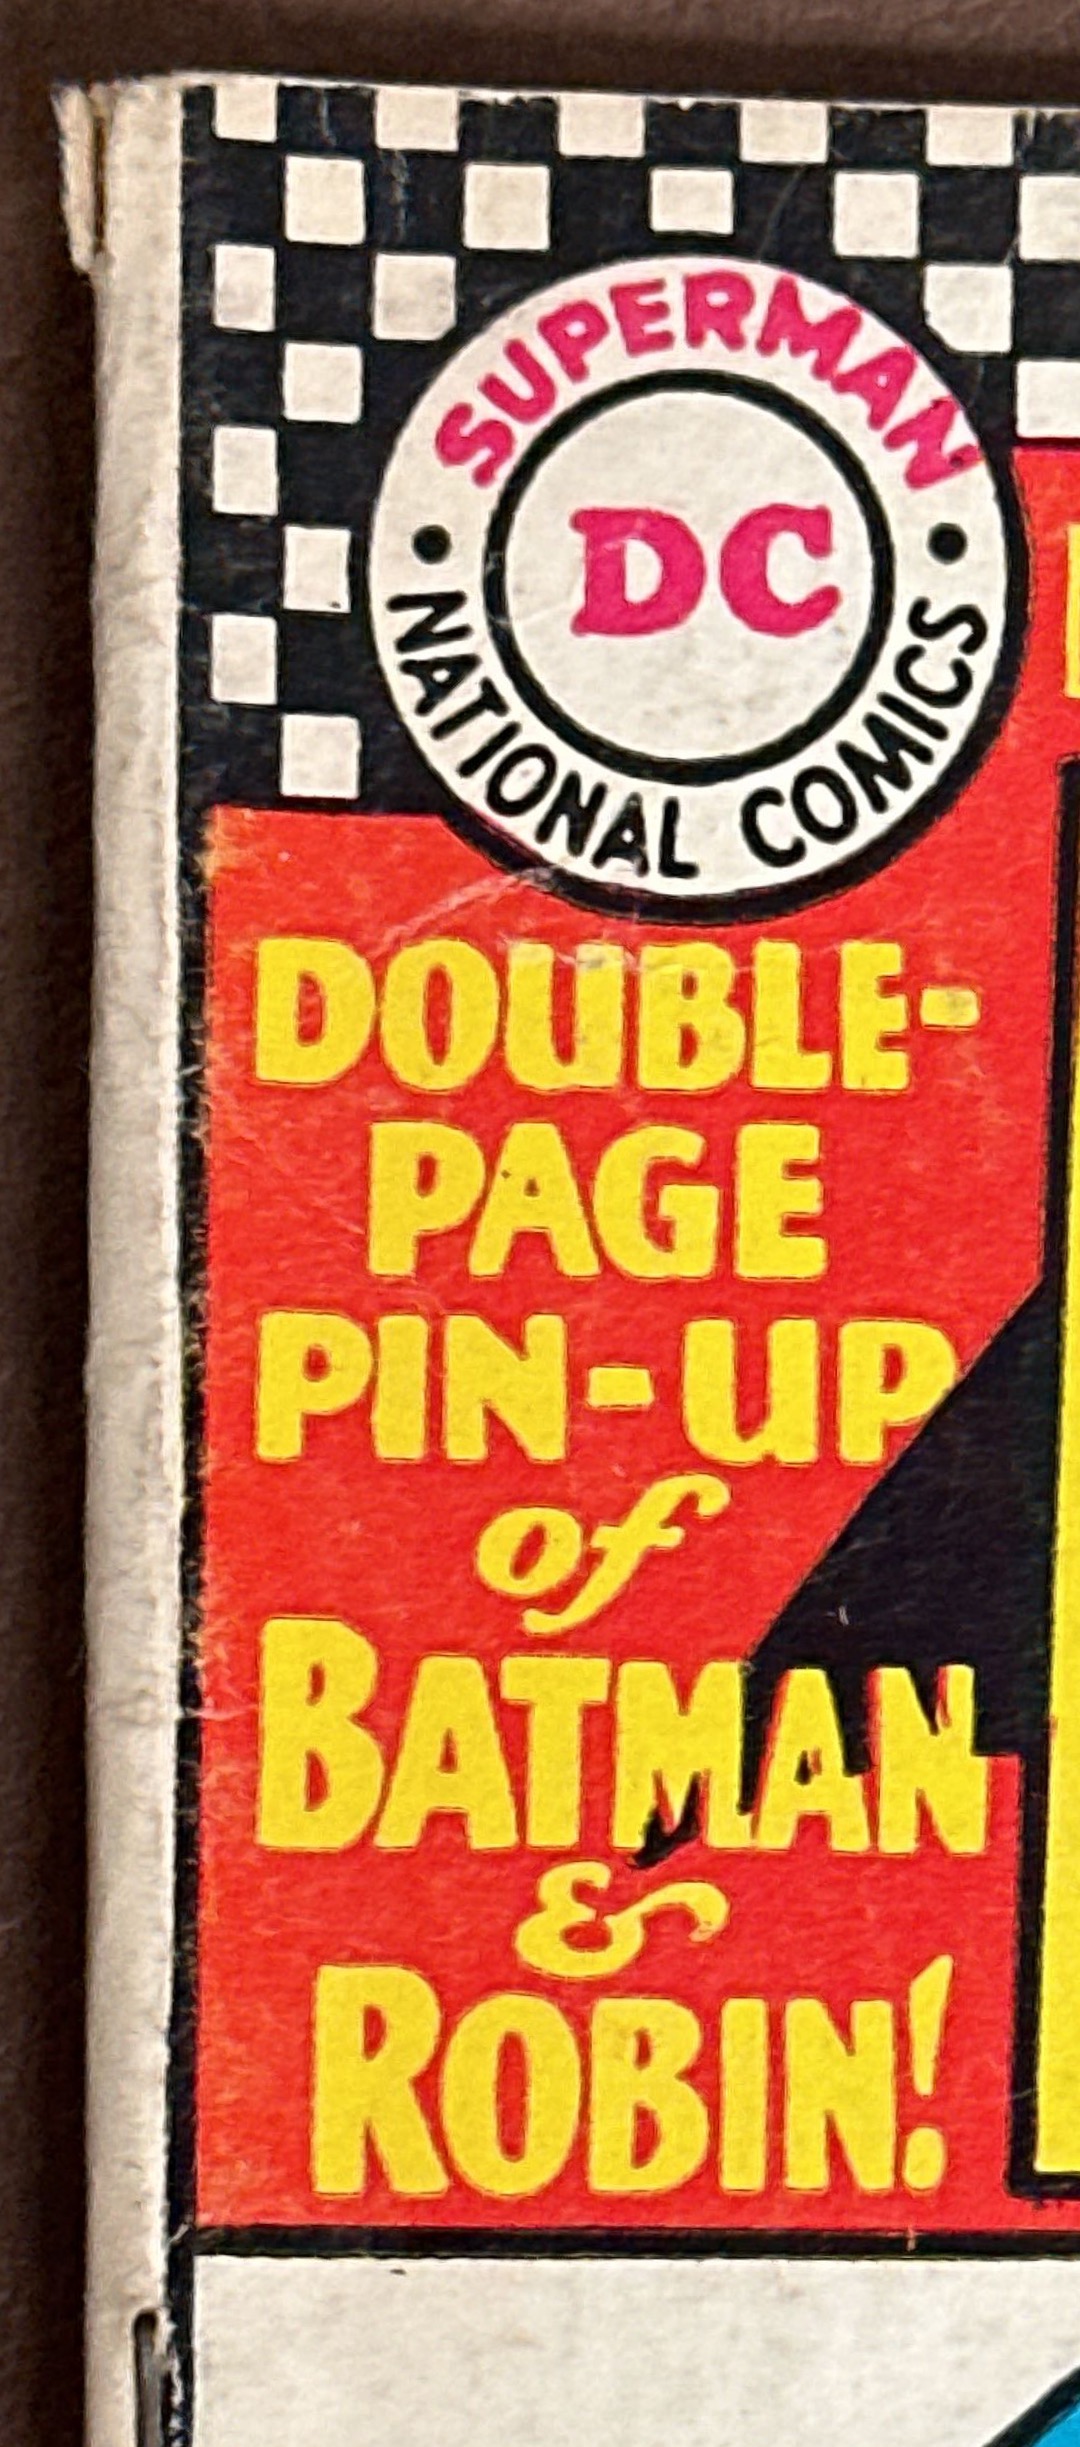 SUPERMAN
DC
NATIONAL COMICS
DOUBLE-
PAGE
PIN-UP
of
BATMAN
&
ROBIN!